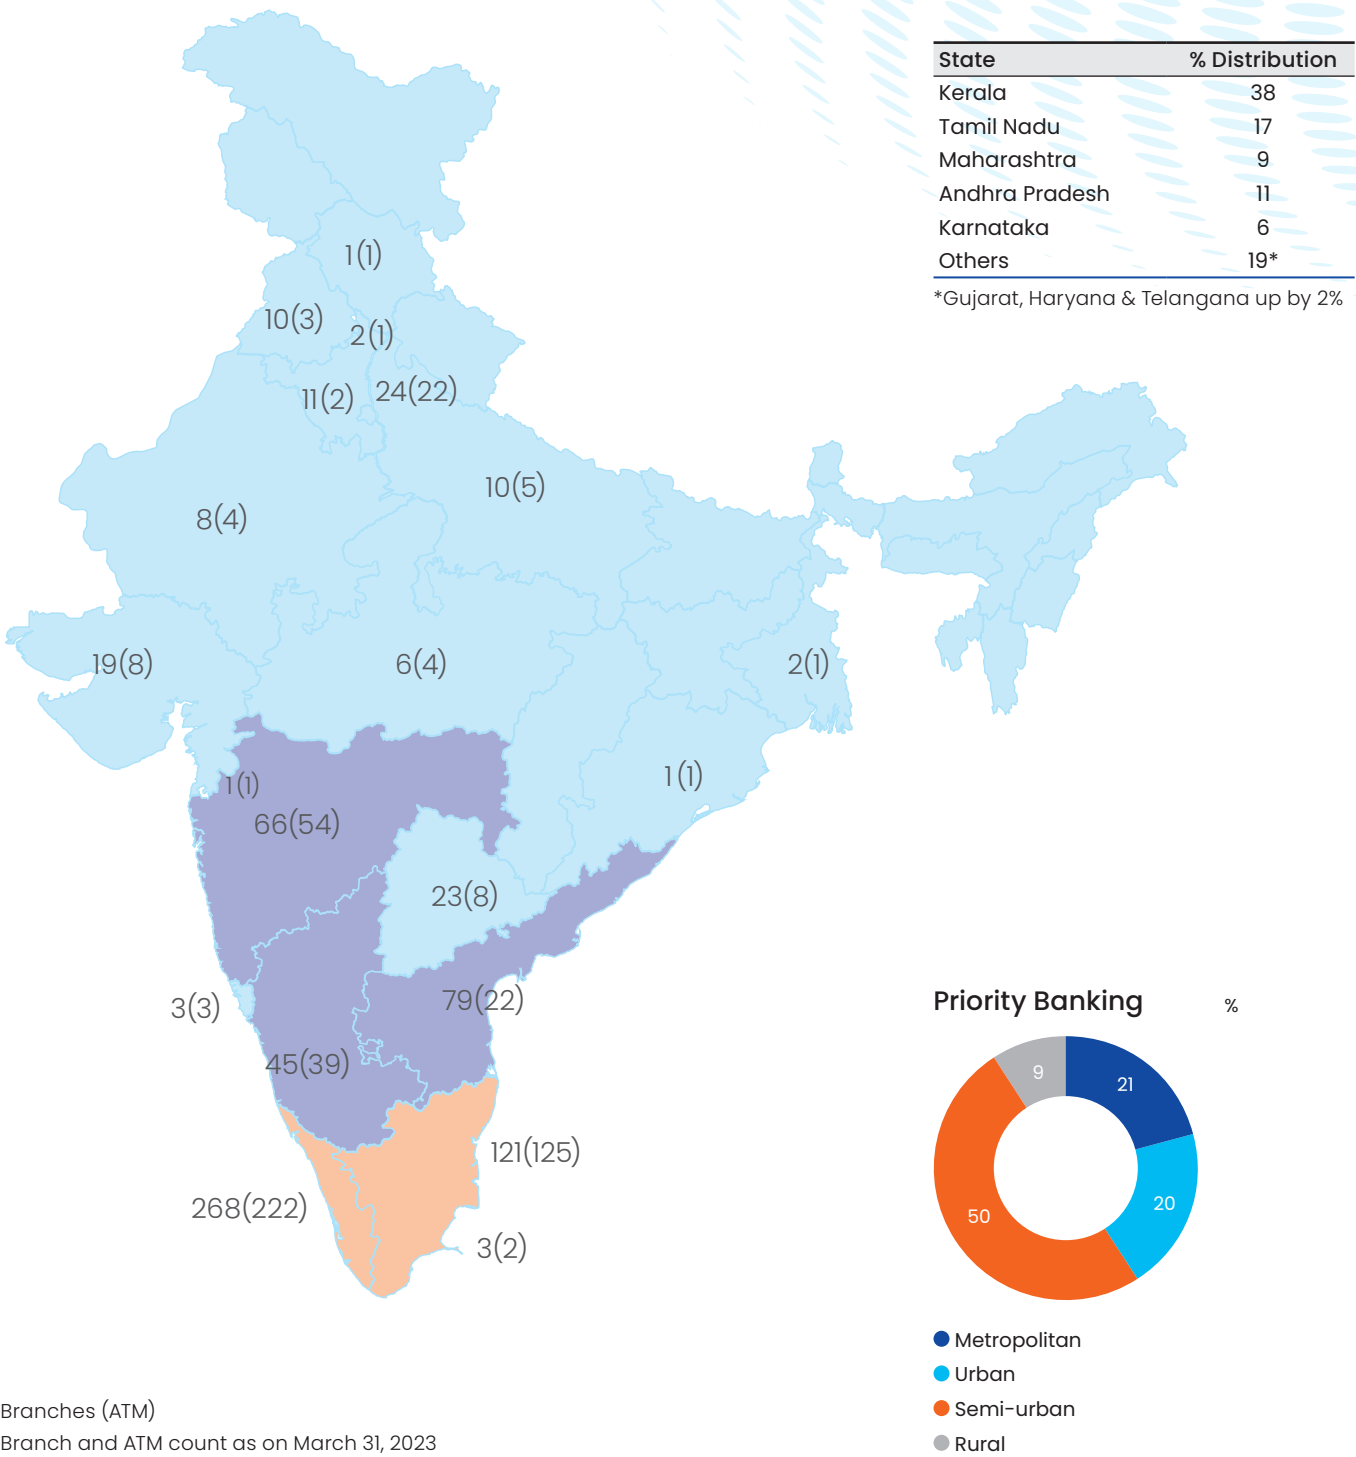 State % Distribution
Kerala 38
Tamil Nadu 17
Maharashtra 9
Andhra Pradesh 11
Karnataka 6
Others 19*
*Gujarat, Haryana & Telangana up by 2%
1(1)
10(3)
2(1)
11(2)
24(22)
10(5)
8(4)
19(8)
6(4)
2(1)
1(1)
1(1)
66(54)
23(8)
3(3)
79(22)
45(39)
121(125)
268(222)
3(2)
Priority Banking %
9
21
20
50
Metropolitan
Urban
Semi-urban
Rural
Branches (ATM)
Branch and ATM count as on March 31, 2023